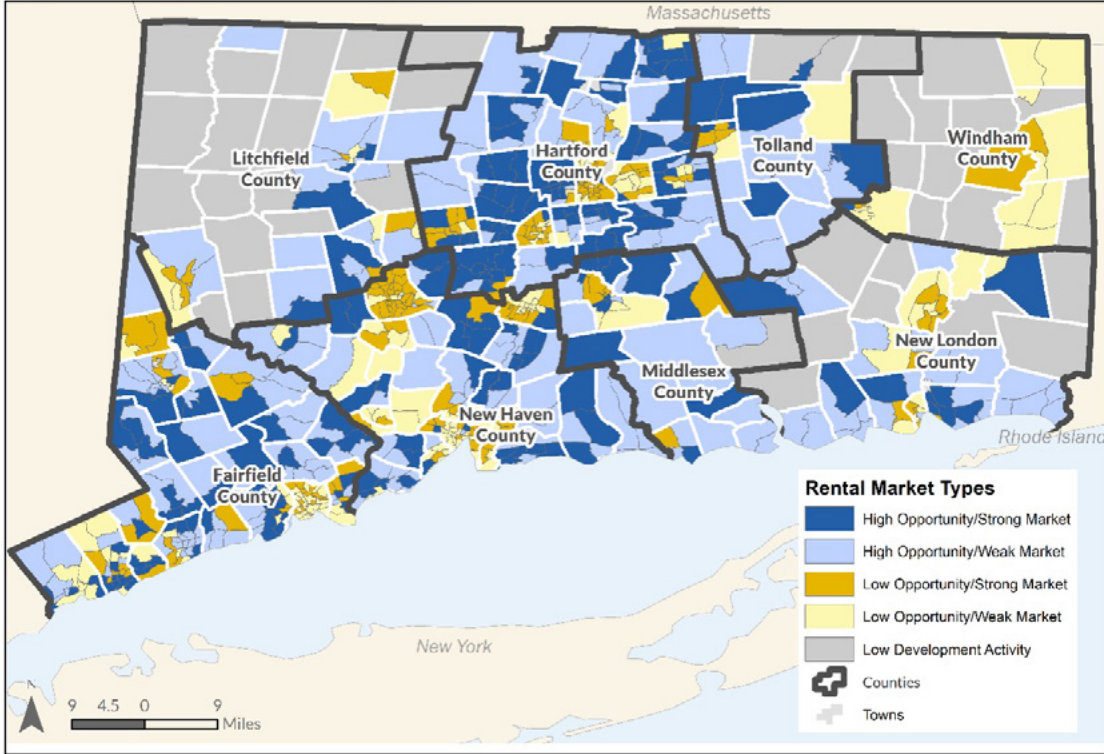 Massachusetts
Litchfield
County
Hartford
County
Tolland
County
Windham
County
New London
County
Middlesex
County
New Haven
County
Fairfield
County
Rhode Island
New York
N
9 4.5 0 9
Miles
Rental Market Types
High Opportunity/Strong Market
High Opportunity/Weak Market
Low Opportunity/Strong Market
Low Opportunity/Weak Market
Low Development Activity
Counties
Towns